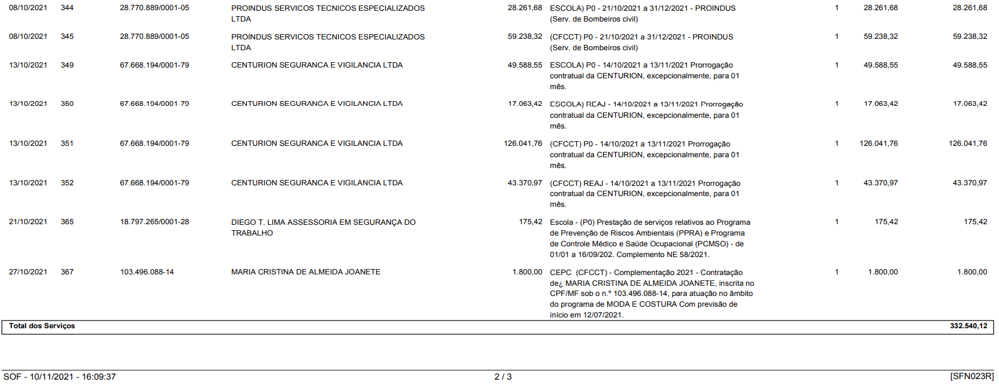 08/10/2021 344 28.770.889/0001-05 PROINDUS SERVICOS TECNICOS ESPECIALIZADOS 28.261,68 ESCOLA) P0 - 21/10/2021 a 31/12/2021 - PROINDUS 1 28.261,68 28.261,68
LTDA (Serv. de Bombeiros civil)
08/10/2021 345 28.770.889/0001-05 PROINDUS SERVICOS TECNICOS ESPECIALIZADOS 59.238,32 (CFCCT) P0 - 21/10/2021 a 31/12/2021 - PROINDUS 1 59.238,32 59.238,32
LTDA (Serv. de Bombeiros civil)
13/10/2021 349 67.668.194/0001-79 CENTURION SEGURANCA E VIGILANCIA LTDA 49.588,55 ESCOLA) P0 - 14/10/2021 a 13/11/2021 Prorrogação 1 49.588,55 49.588,55
contratual da CENTURION, excepcionalmente, para 01
mês.
13/10/2021 350 67.668.194/0001-79 CENTURION SEGURANCA E VIGILANCIA LTDA 17.063,42 ESCOLA) REAJ - 14/10/2021 a 13/11/2021 Prorrogação 1 17.063,42 17.063,42
contratual da CENTURION, excepcionalmente, para 01
mês.
13/10/2021 351 67.668.194/0001-79 CENTURION SEGURANCA E VIGILANCIA LTDA 126.041,76 (CFCCT) P0 - 14/10/2021 a 13/11/2021 Prorrogação 1 126.041,76 126.041,76
contratual da CENTURION, excepcionalmente, para 01
mês.
13/10/2021 352 67.668.194/0001-79 CENTURION SEGURANCA E VIGILANCIA LTDA 43.370,97 (CFCCT) REAJ - 14/10/2021 a 13/11/2021 Prorrogação 1 43.370,97 43.370,97
contratual da CENTURION, excepcionalmente, para 01
mês.
21/10/2021 365 18.797.265/0001-28 DIEGO T. LIMA ASSESSORIA EM SEGURANÇA DO 175,42 Escola - (P0) Prestação de serviços relativos ao Programa 1 175,42 175,42
TRABALHO de Prevenção de Riscos Ambientais (PPRA) e Programa
de Controle Médico e Saúde Ocupacional (PCMSO) - de
01/01 a 16/09/202. Complemento NE 58/2021.
27/10/2021 367 103.496.088-14 MARIA CRISTINA DE ALMEIDA JOANETE 1.800,00 CEPC (CFCCT) - Complementação 2021 - Contratação 1 1.800,00 1.800,00
de¿ MARIA CRISTINA DE ALMEIDA JOANETE, inscrita no
CPF/MF sob o n.º 103.496.088-14, para atuação no âmbito
do programa de MODA E COSTURA Com previsão de
início em 12/07/2021.
Total dos Serviços 332.540,12
SOF - 10/11/2021 - 16:09:37 2 / 3 [SFN023R]